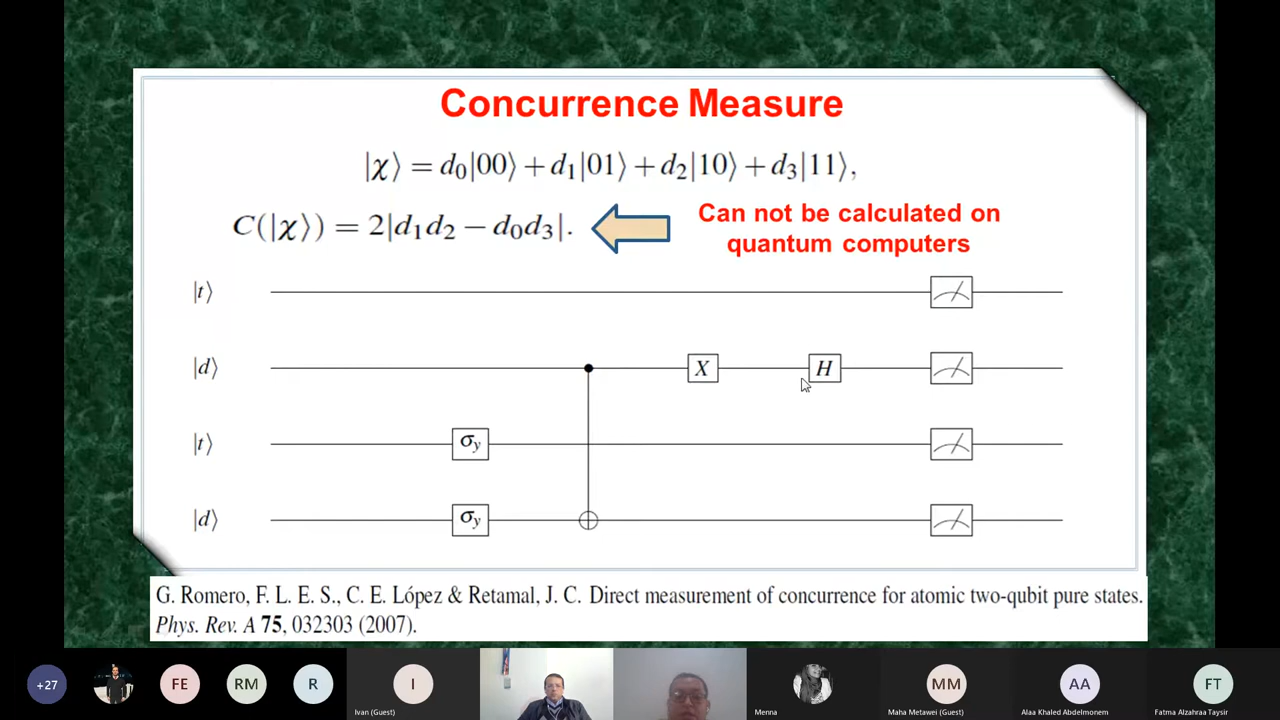 Concurrence Measure
|χ⟩ = d₀|00⟩ + d₁|01⟩ + d₂|10⟩ + d₃|11⟩,
C(|χ⟩) = 2|d₁d₂ − d₀d₃|.
Can not be calculated on
quantum computers
|t⟩
|d⟩ X H
|t⟩ σy
|d⟩ σy
G. Romero, F. L. E. S., C. E. López & Retamal, J. C. Direct measurement of concurrence for atomic two-qubit pure states.
Phys. Rev. A 75, 032303 (2007).
+27 FE RM R I MM AA FT
Ivan (Guest) Menna Maha Metawei (Guest) Alaa Khaled Abdelmonem Fatma Alzahraa Taysir